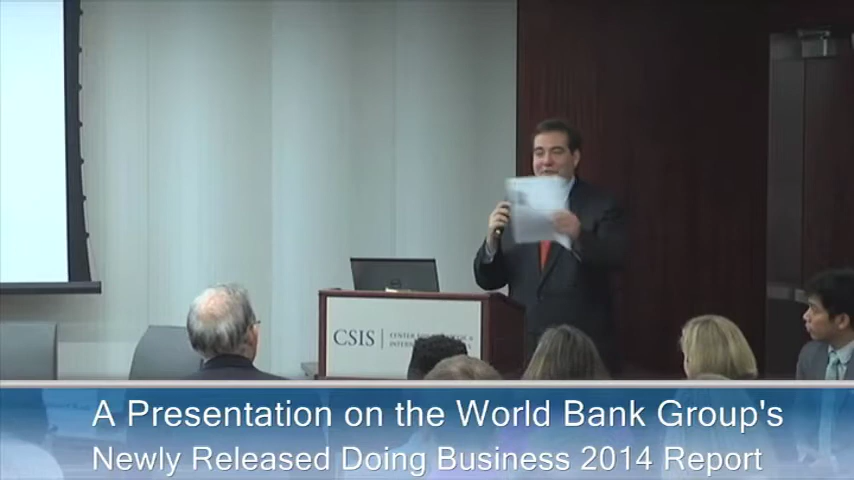 CSIS
A Presentation on the World Bank Group's
Newly Released Doing Business 2014 Report